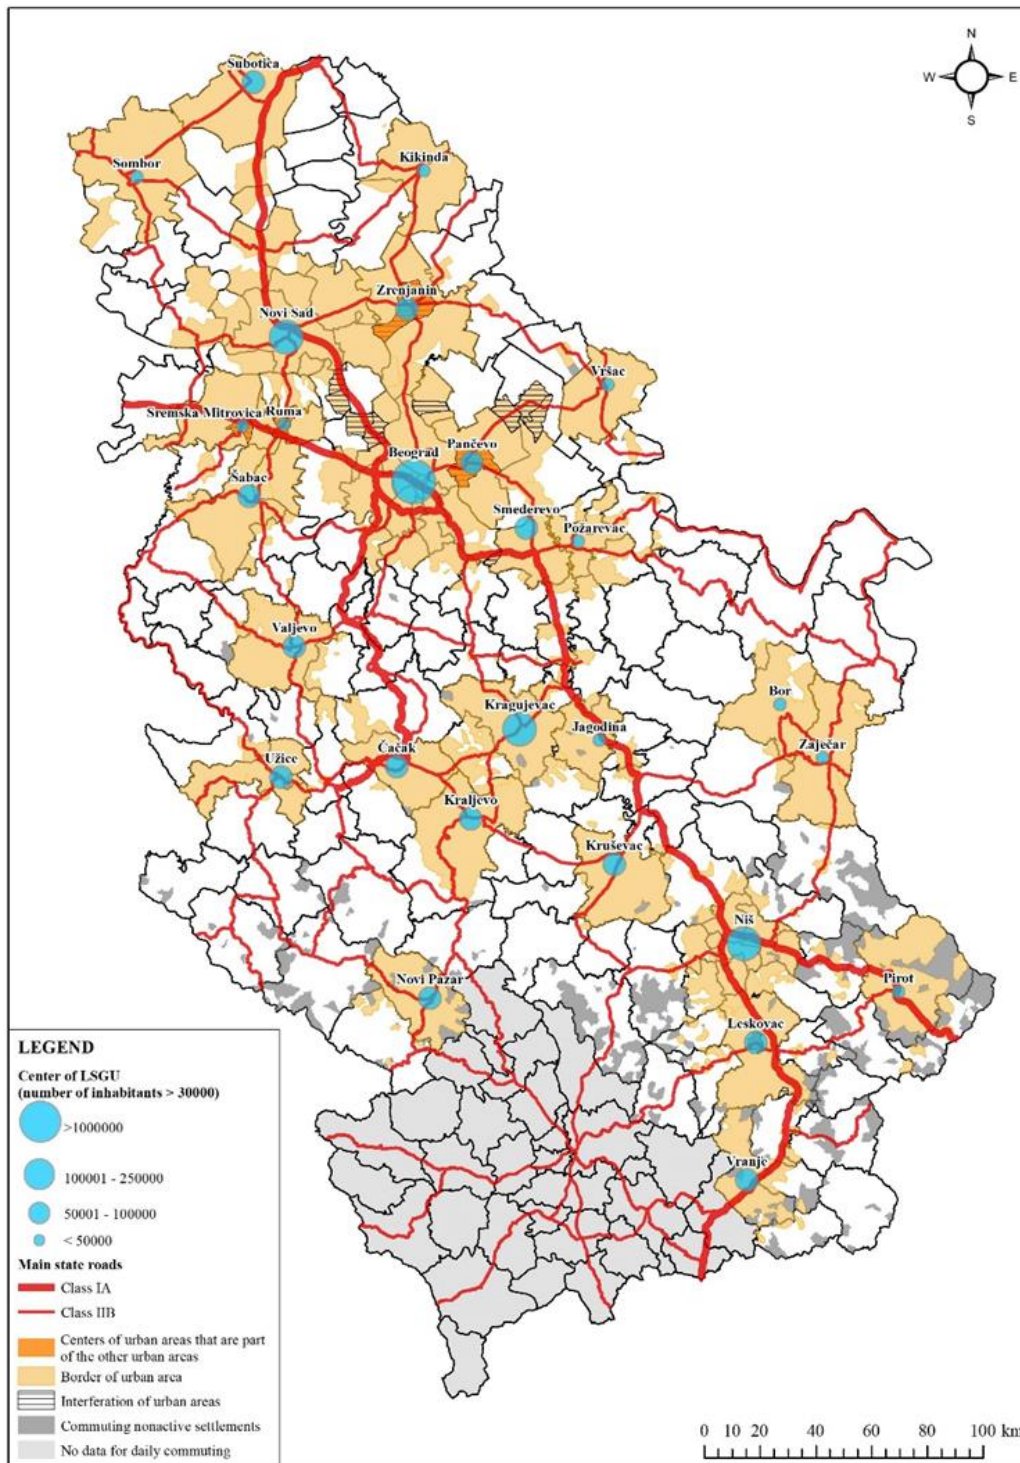 N
W E
S
Subotica
Sombor
Kikinda
Zrenjanin
Novi Sad
Vršac
Sremska Mitrovica
Ruma
Pančevo
Beograd
Šabac
Smederevo
Požarevac
Valjevo
Bor
Kragujevac
Jagodina
Zaječar
Čačak
Užice
Kraljevo
Kruševac
Niš
Novi Pazar
Pirot
Leskovac
Vranje
LEGEND
Center of LSGU
(number of inhabitants > 30000)
>1000000
100001 - 250000
50001 - 100000
< 50000
Main state roads
Class IA
Class IIB
Centers of urban areas that are part
of the other urban areas
Border of urban area
Interferation of urban areas
Commuting nonactive settlements
No data for daily commuting
0 10 20 40 60 80 100 km